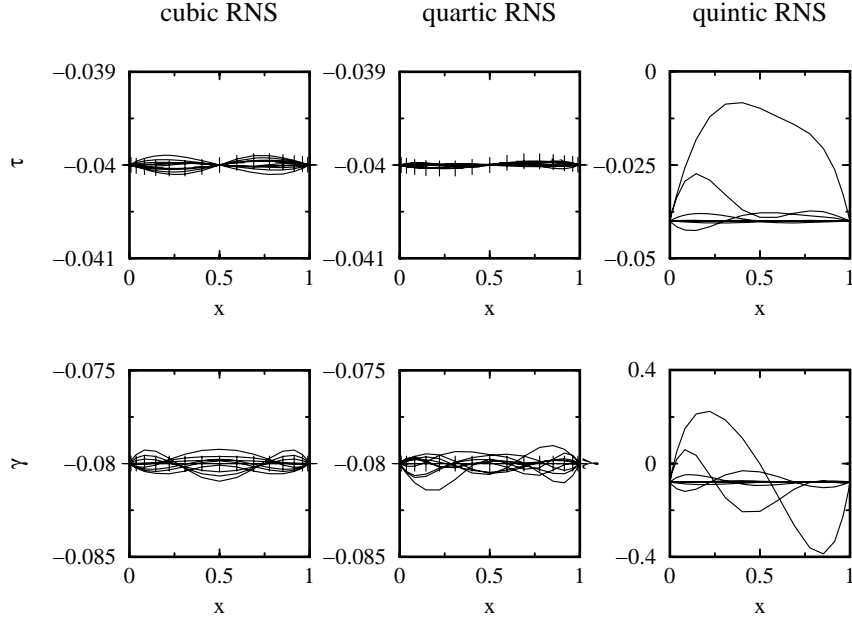 cubic RNS quartic RNS quintic RNS
−0.039 −0.039 0
τ −0.04 −0.04 −0.025
−0.041 −0.041 −0.05
0 0.5 1 0 0.5 1 0 0.5 1
x x x
−0.075 −0.075 0.4
γ −0.08 −0.08 γ 0
−0.085 −0.085 −0.4
0 0.5 1 0 0.5 1 0 0.5 1
x x x